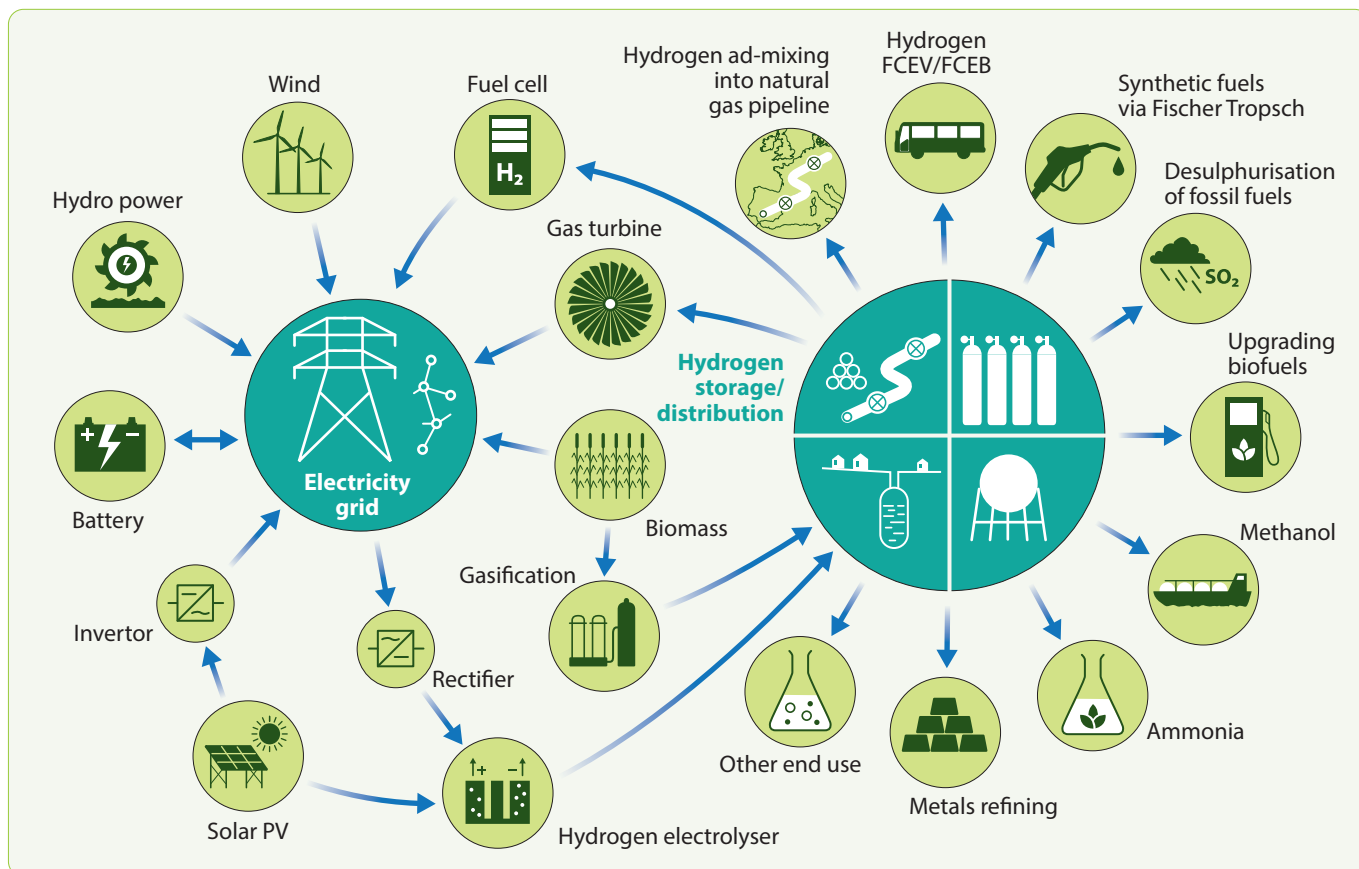 Hydrogen
FCEV/FCEB
Hydrogen ad-mixing
into natural
gas pipeline
Synthetic fuels
via Fischer Tropsch
Wind
Fuel cell
H₂
Desulphurisation
of fossil fuels
SO₂
Hydro power
Gas turbine
Upgrading
biofuels
Hydrogen
storage/
distribution
+ −
Battery
Electricity
grid
Biomass
Methanol
Gasification
Invertor
Rectifier
Ammonia
Other end use
+ −
Metals refining
Solar PV
Hydrogen electrolyser